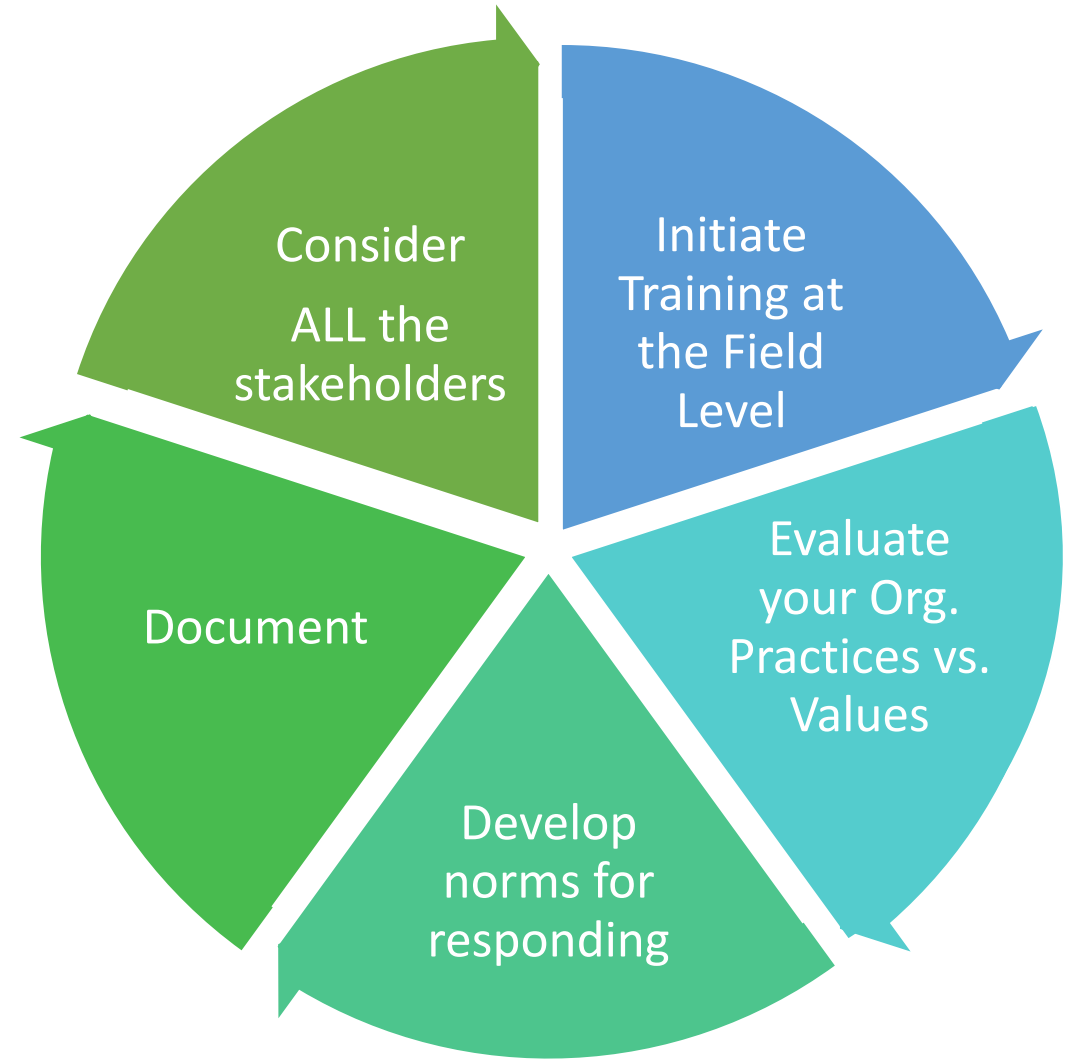 Initiate
Training at
the Field
Level
Evaluate
your Org.
Practices vs.
Values
Develop
norms for
responding
Document
Consider
ALL the
stakeholders